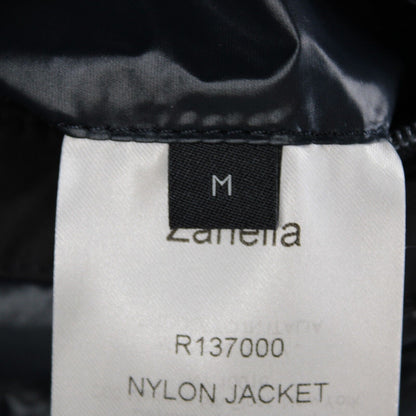 M
Zanella
R137000
NYLON JACKET